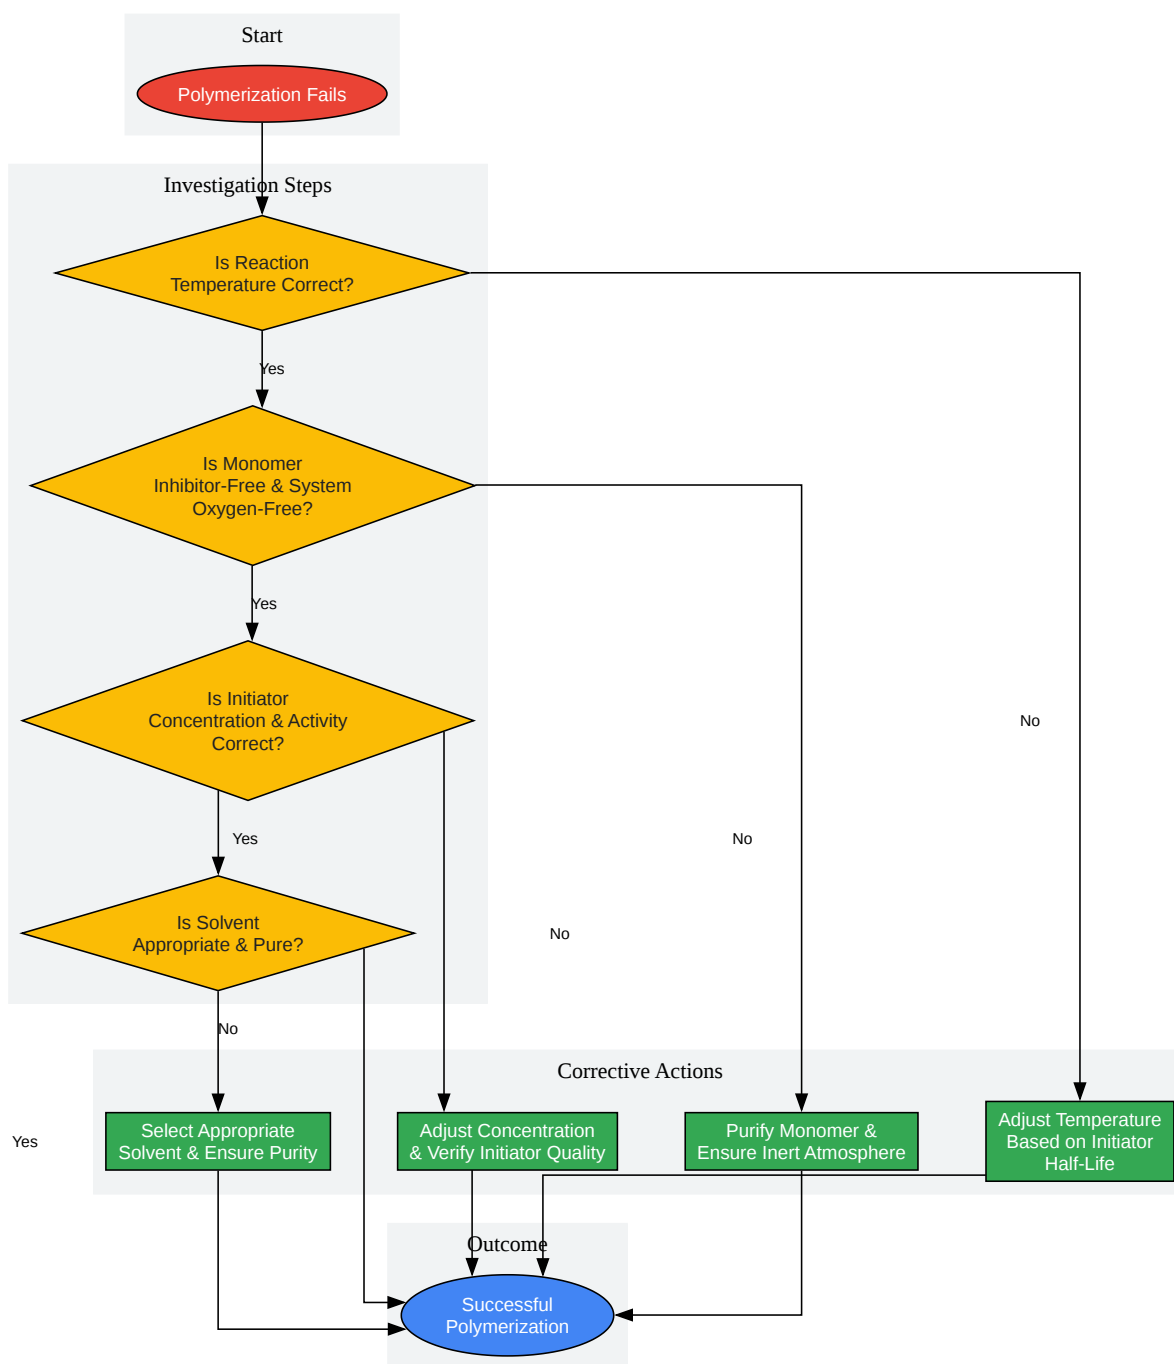 Start
Polymerization Fails
Investigation Steps
Is Reaction
Temperature Correct?
Yes
Is Monomer
Inhibitor-Free & System
Oxygen-Free?
Yes
Is Initiator
Concentration & Activity
Correct?
No
Yes
No
Is Solvent
Appropriate & Pure?
No
No
Corrective Actions
Select Appropriate
Solvent & Ensure Purity
Adjust Concentration
& Verify Initiator Quality
Purify Monomer &
Ensure Inert Atmosphere
Adjust Temperature
Based on Initiator
Half-Life
Yes
Outcome
Successful
Polymerization